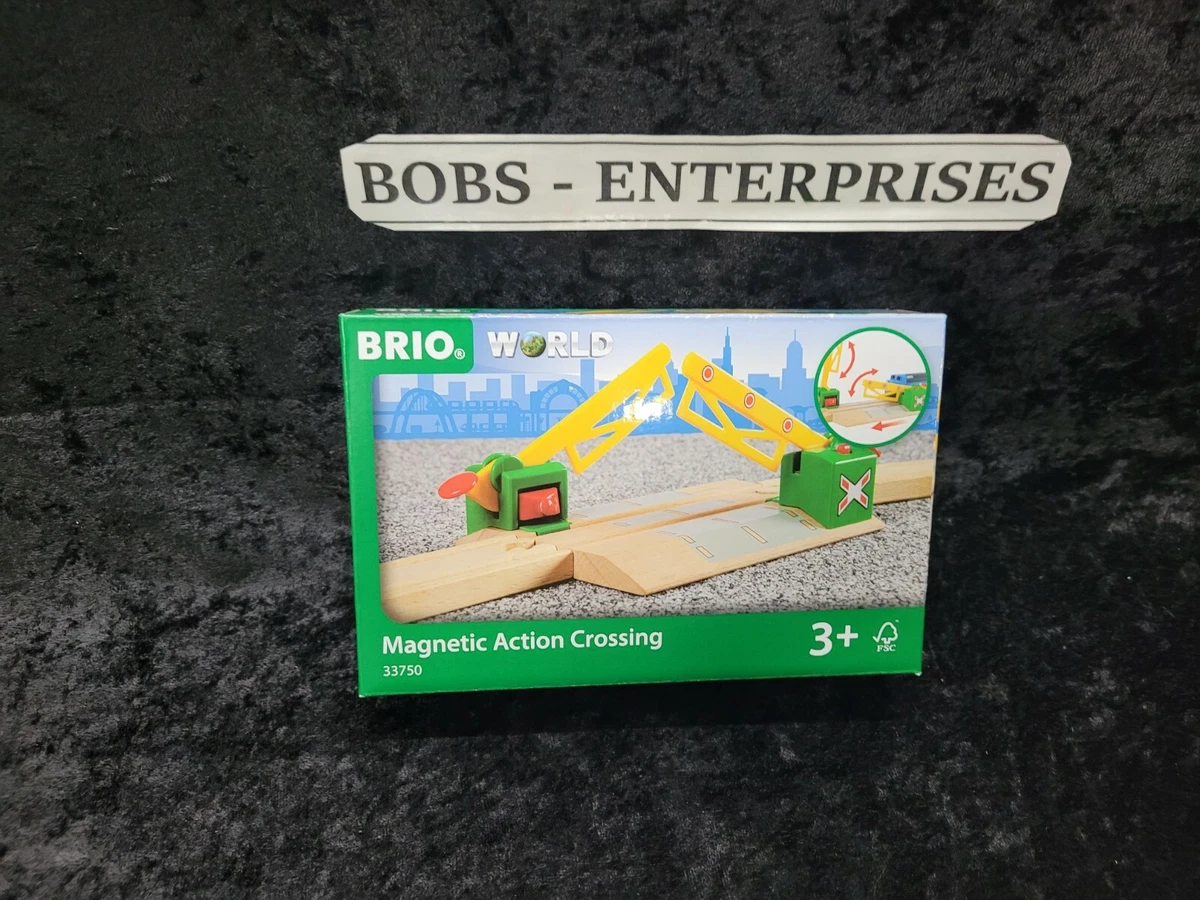 BOBS - ENTERPRISES
BRIO® WORLD
Magnetic Action Crossing
33750
3+
FSC